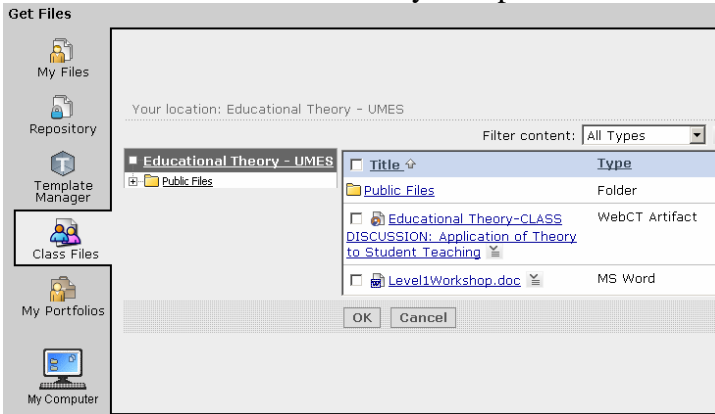 Get Files
My Files
Repository
Template
Manager
Class Files
My Portfolios
My Computer
Your location: Educational Theory - UMES
Filter content: All Types
Educational Theory - UMES
Public Files
Title Type
Public Files Folder
Educational Theory-CLASS WebCT Artifact
DISCUSSION: Application of Theory
to Student Teaching
Level1Workshop.doc MS Word
OK Cancel